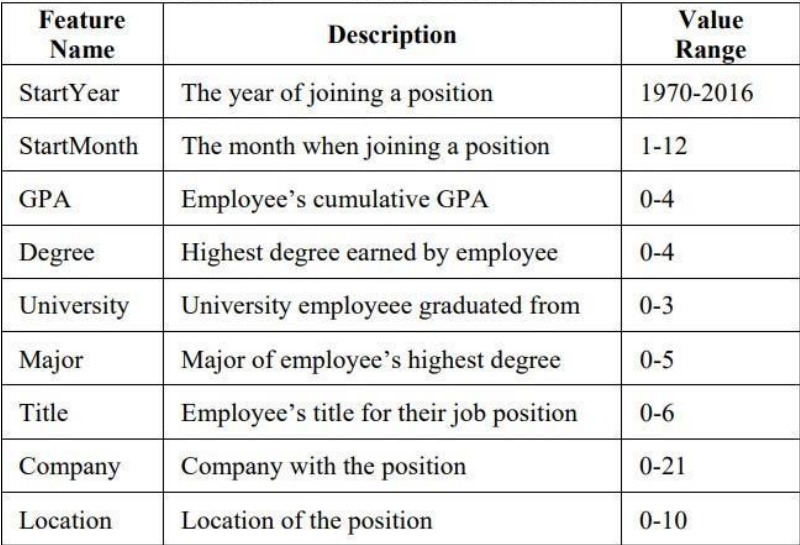 Feature Name Description Value Range
StartYear The year of joining a position 1970-2016
StartMonth The month when joining a position 1-12
GPA Employee’s cumulative GPA 0-4
Degree Highest degree earned by employee 0-4
University University employeee graduated from 0-3
Major Major of employee’s highest degree 0-5
Title Employee’s title for their job position 0-6
Company Company with the position 0-21
Location Location of the position 0-10